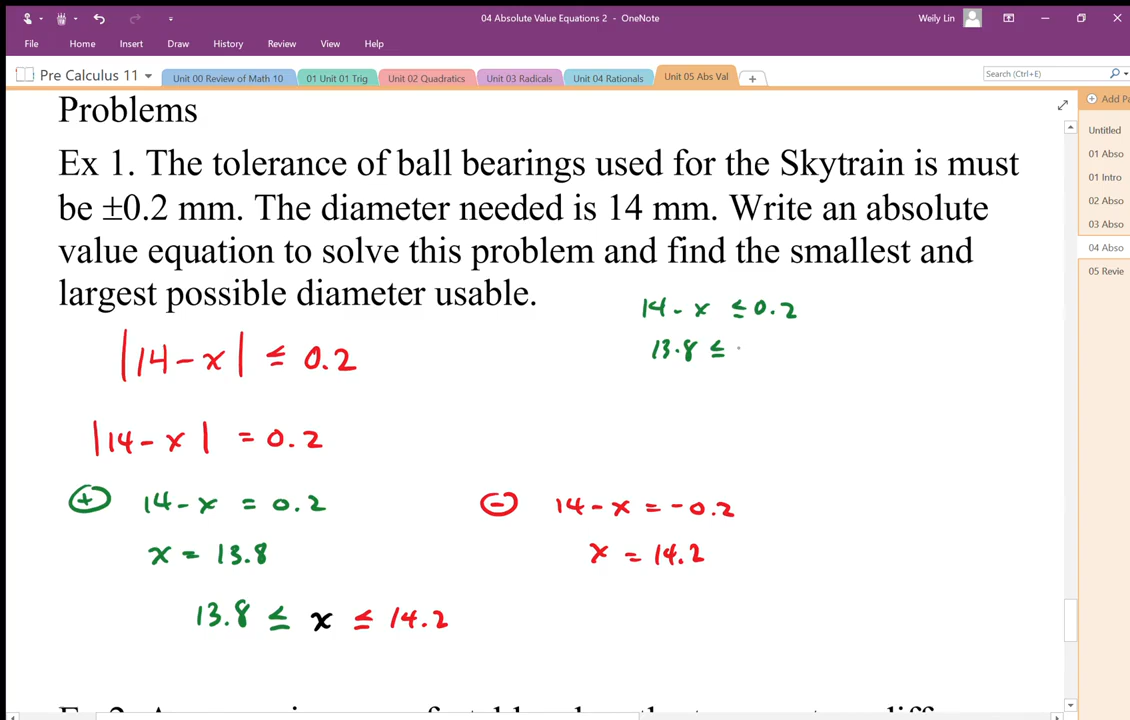 04 Absolute Value Equations 2 - OneNote
Weily Lin
File Home Insert Draw History Review View Help
Pre Calculus 11
Unit 00 Review of Math 10
01 Unit 01 Trig
Unit 02 Quadratics
Unit 03 Radicals
Unit 04 Rationals
Unit 05 Abs Val
Search (Ctrl+E)
Add Pa
Untitled
01 Abso
01 Intro
02 Abso
03 Abso
04 Abso
05 Revie
Problems
Ex 1. The tolerance of ball bearings used for the Skytrain is must
be ±0.2 mm. The diameter needed is 14 mm. Write an absolute
value equation to solve this problem and find the smallest and
largest possible diameter usable.
14 - x ≤ 0.2
13.8 ≤
|14 - x| ≤ 0.2
|14 - x| = 0.2
+ 14 - x = 0.2
x = 13.8
- 14 - x = -0.2
x = 14.2
13.8 ≤ x ≤ 14.2